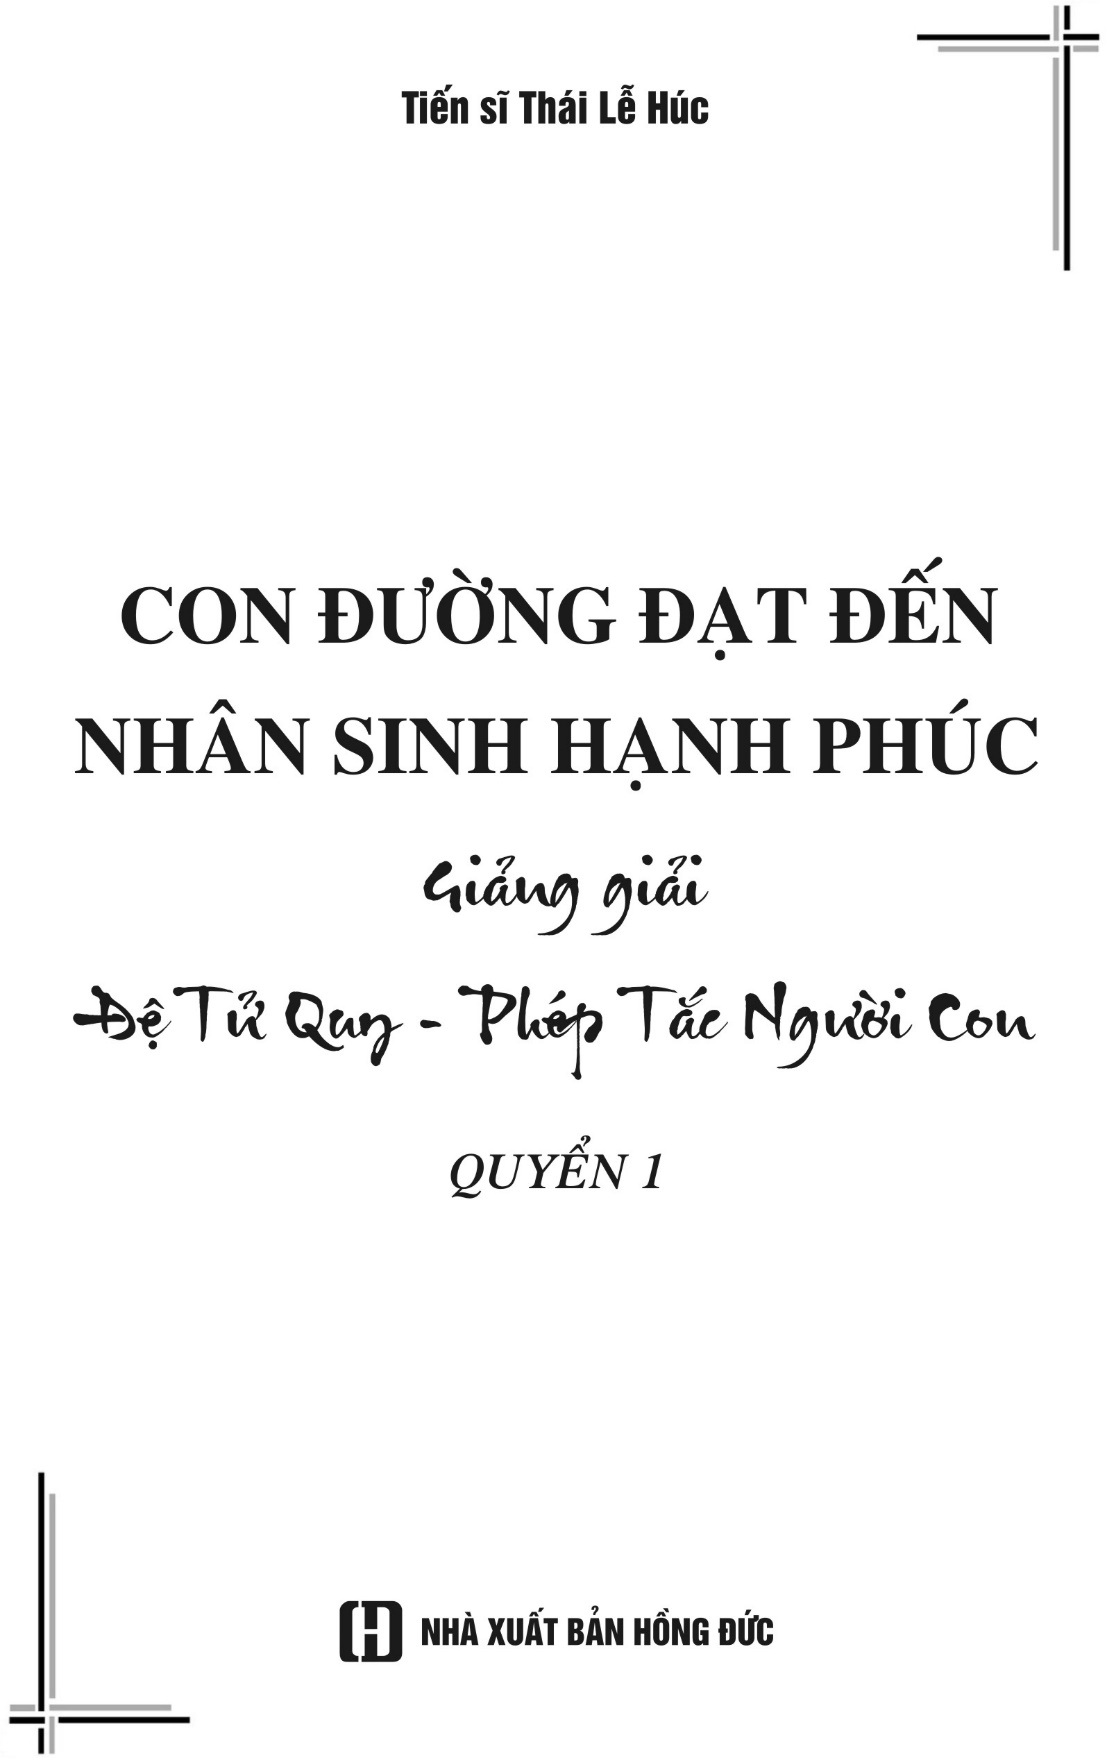 Tiến sĩ Thái Lễ Húc
CON ĐƯỜNG ĐẠT ĐẾN
NHÂN SINH HẠNH PHÚC
Giảng giải
Đệ Tử Quy - Phép Tắc Người Con
QUYỂN 1
NHÀ XUẤT BẢN HỒNG ĐỨC